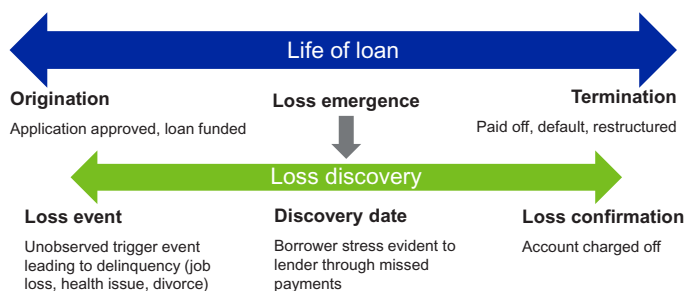 Life of loan
Origination
Application approved, loan funded
Loss emergence
Termination
Paid off, default, restructured
Loss discovery
Loss event
Unobserved trigger event
leading to delinquency (job
loss, health issue, divorce)
Discovery date
Borrower stress evident to
lender through missed
payments
Loss confirmation
Account charged off